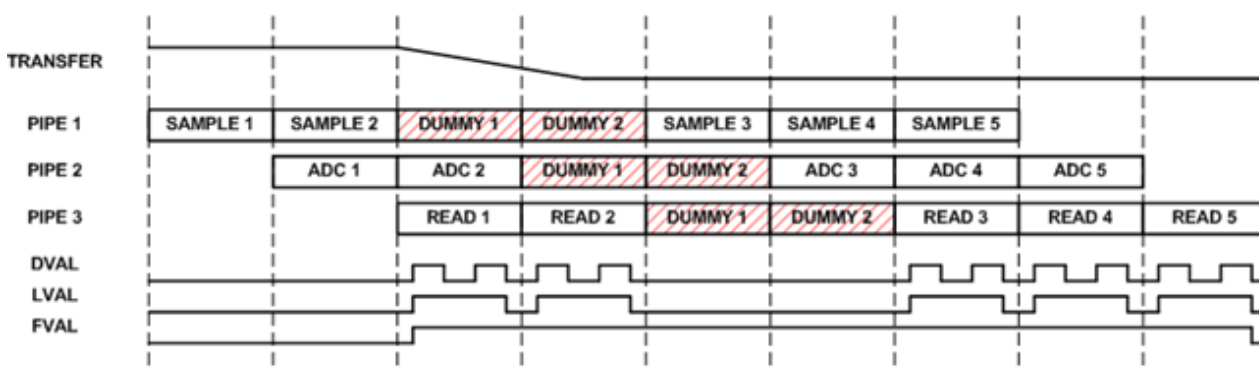 TRANSFER
PIPE 1 SAMPLE 1 SAMPLE 2 DUMMY 1 DUMMY 2 SAMPLE 3 SAMPLE 4 SAMPLE 5
PIPE 2 ADC 1 ADC 2 DUMMY 1 DUMMY 2 ADC 3 ADC 4 ADC 5
PIPE 3 READ 1 READ 2 DUMMY 1 DUMMY 2 READ 3 READ 4 READ 5
DVAL
LVAL
FVAL